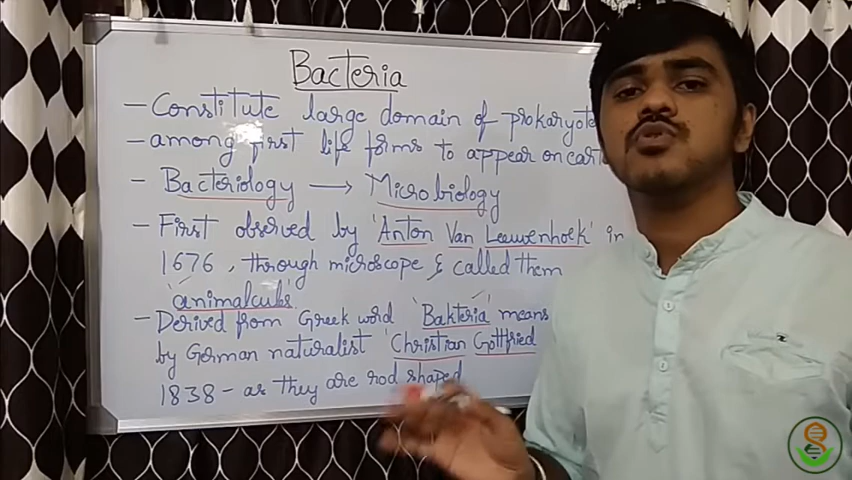 Bacteria
- Constitute large domain of prokaryote
- among first life forms to appear on eart
- Bacteriology → Microbiology
- First observed by 'Anton Van Leeuwenhoek' in
1676, through microscope & called them
'animalculs'
- Derived from Greek word 'Bakteria' means
by German naturalist 'Christian Gottfried
1838 - as they are rod shaped